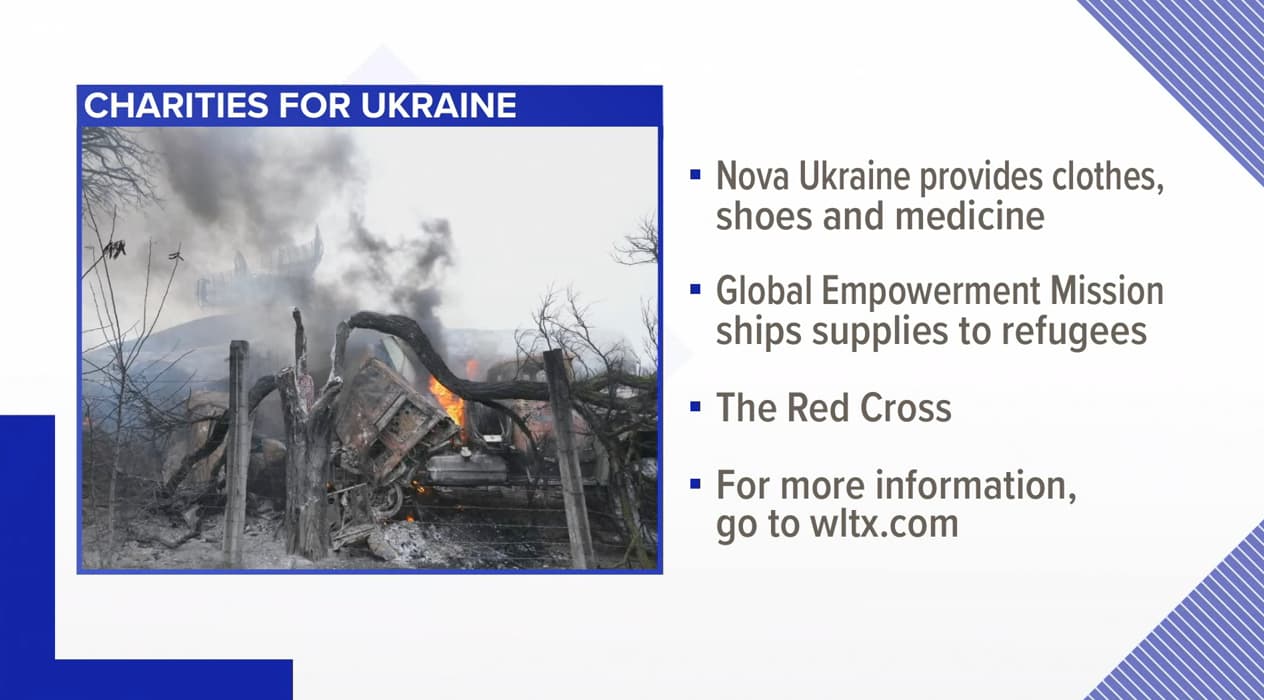 CHARITIES FOR UKRAINE
Nova Ukraine provides clothes,
shoes and medicine
Global Empowerment Mission
ships supplies to refugees
The Red Cross
For more information,
go to wltx.com